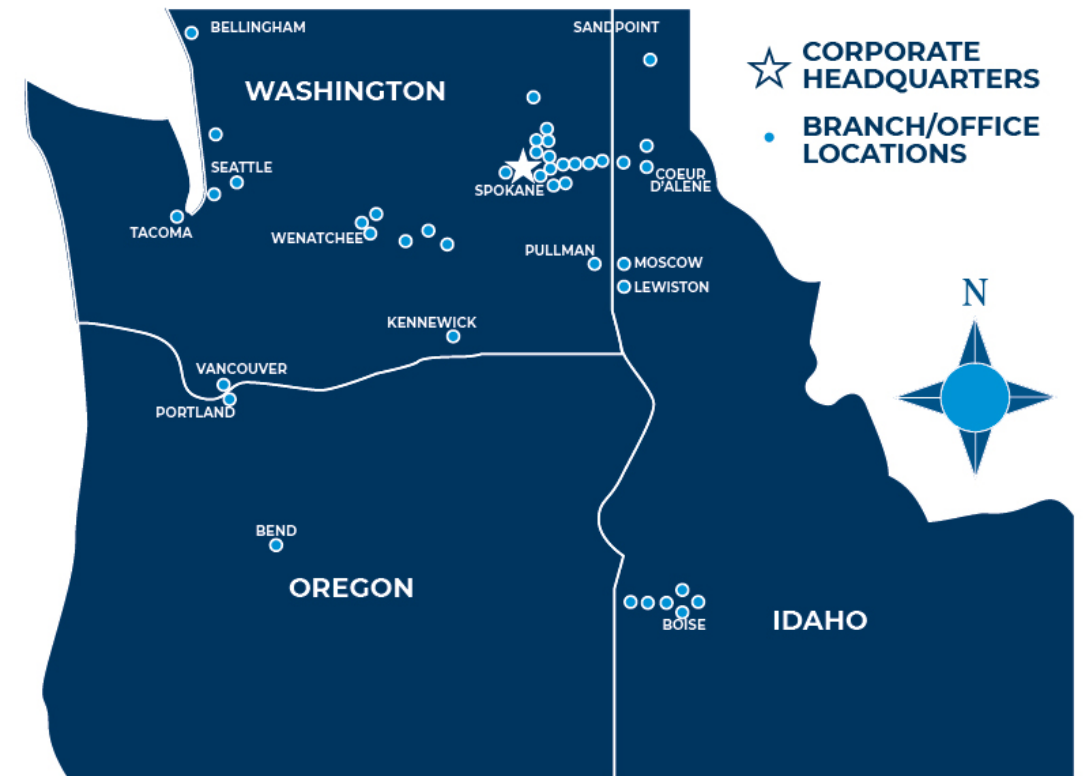 BELLINGHAM
SANDPOINT
WASHINGTON
CORPORATE
HEADQUARTERS
BRANCH/OFFICE
LOCATIONS
SEATTLE
SPOKANE
COEUR
D'ALENE
TACOMA
WENATCHEE
PULLMAN
MOSCOW
LEWISTON
N
KENNEWICK
VANCOUVER
PORTLAND
BEND
OREGON
BOISE
IDAHO